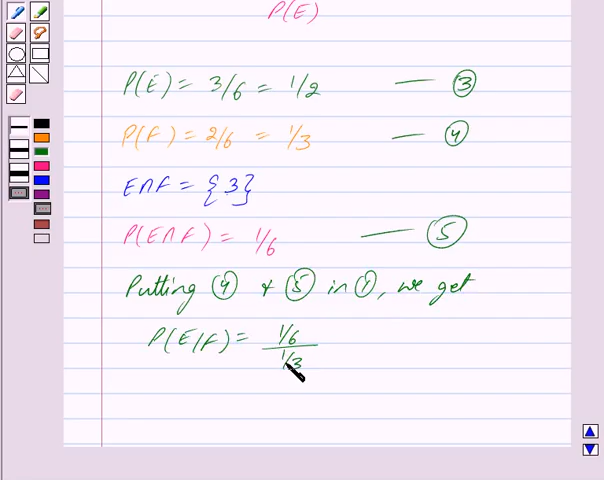 P(E)
P(E) = 3/6 = 1/2 — ③
P(F) = 2/6 = 1/3 — ④
E∩F = {3}
P(E∩F) = 1/6 — ⑤
Putting ④ & ⑤ in ①, we get
P(E/F) = 1/6
1/3